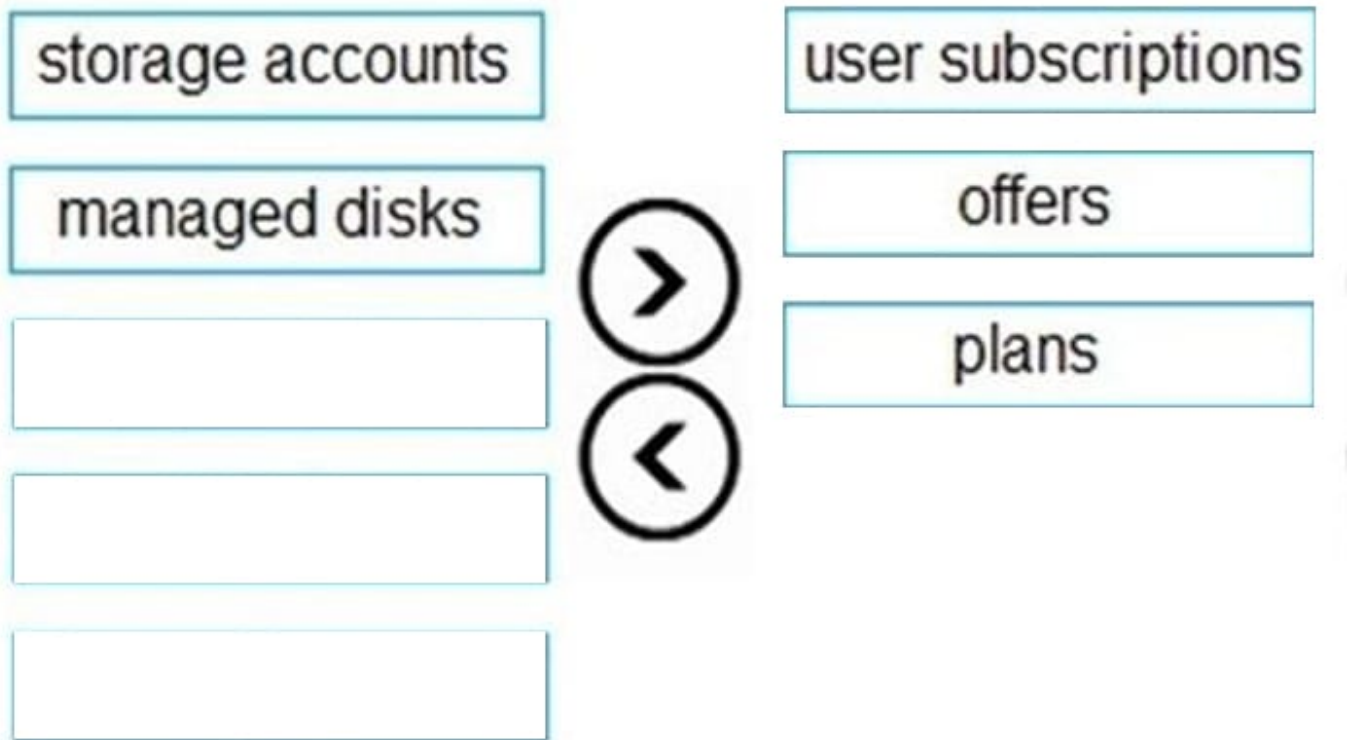 storage accounts
managed disks
user subscriptions
offers
plans